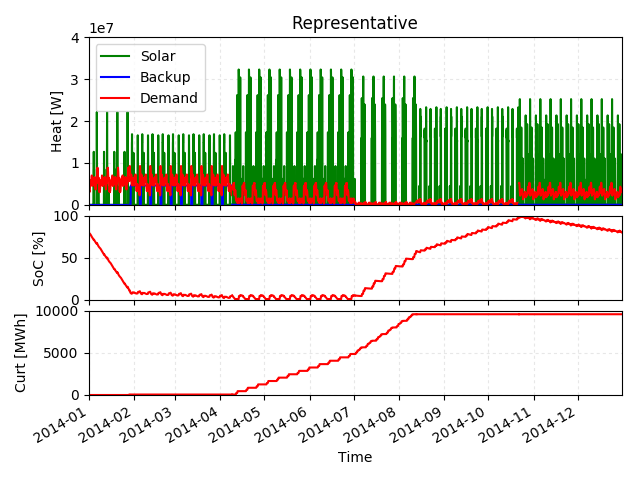 Representative
1e7
4
3
2
1
0
Heat [W]
Solar
Backup
Demand
100
50
0
SoC [%]
10000
5000
0
Curt [MWh]
2014-01
2014-02
2014-03
2014-04
2014-05
2014-06
2014-07
2014-08
2014-09
2014-10
2014-11
2014-12
Time